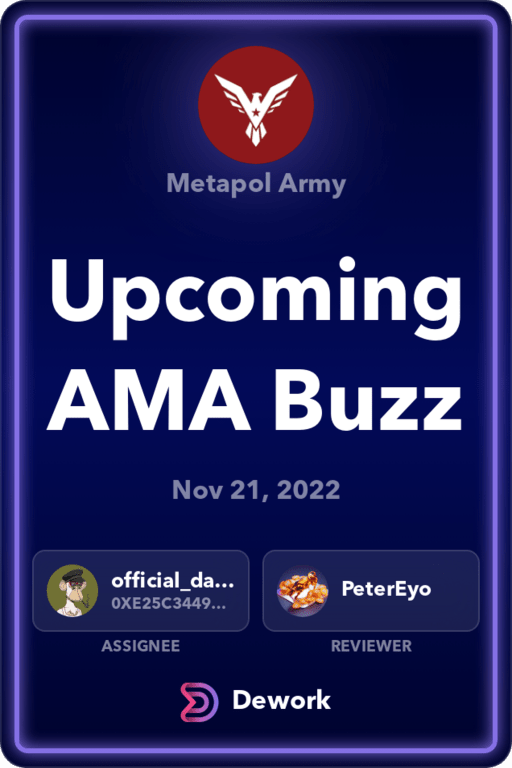 Metapol Army
Upcoming
AMA Buzz
Nov 21, 2022
official_da...
0XE25C3449...
PeterEyo
ASSIGNEE
REVIEWER
Dework